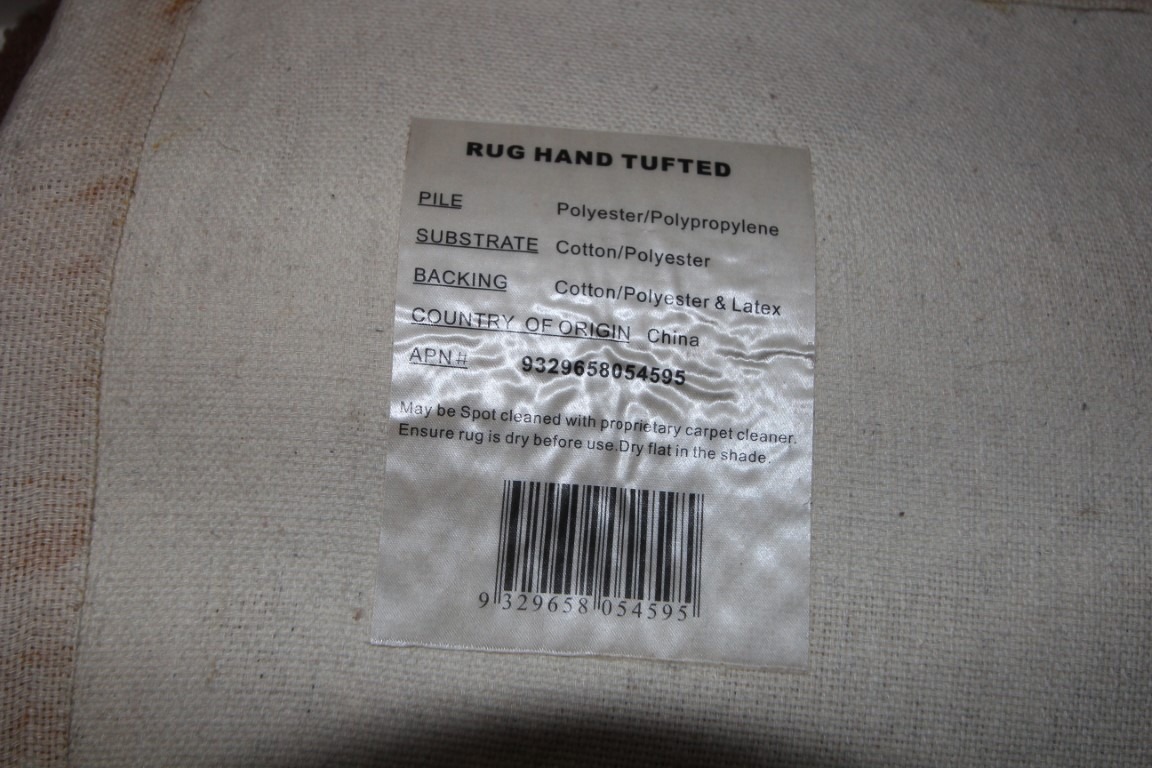 RUG HAND TUFTED
PILE Polyester/Polypropylene
SUBSTRATE Cotton/Polyester
BACKING Cotton/Polyester & Latex
COUNTRY OF ORIGIN China
APN# 9329658054595
May be Spot cleaned with proprietary carpet cleaner.
Ensure rug is dry before use.Dry flat in the shade.
9 329658 054595